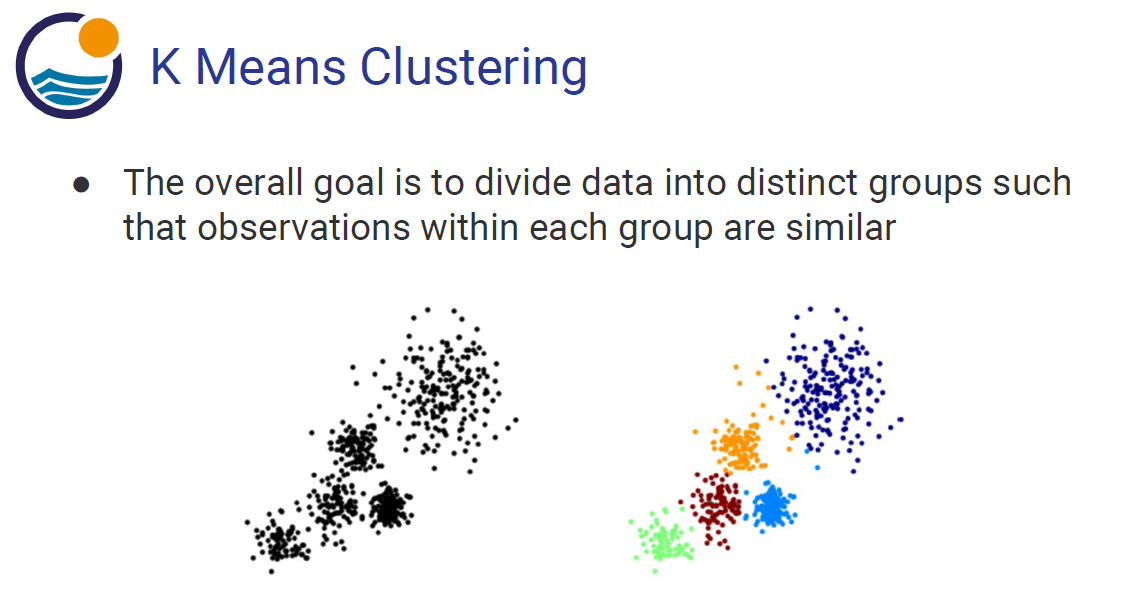 K Means Clustering
● The overall goal is to divide data into distinct groups such
that observations within each group are similar